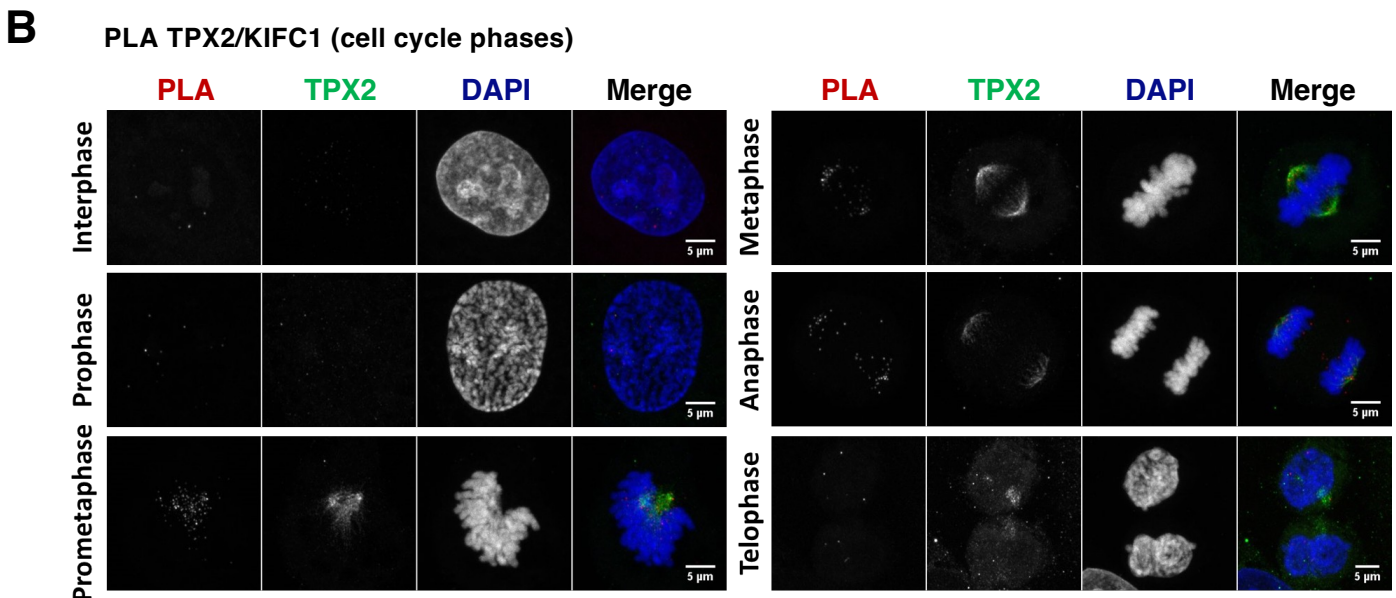 B
PLA TPX2/KIFC1 (cell cycle phases)
PLA TPX2 DAPI Merge
Interphase
5 µm
Prophase
5 µm
Prometaphase
5 µm
PLA TPX2 DAPI Merge
Metaphase
5 µm
Anaphase
5 µm
Telophase
5 µm